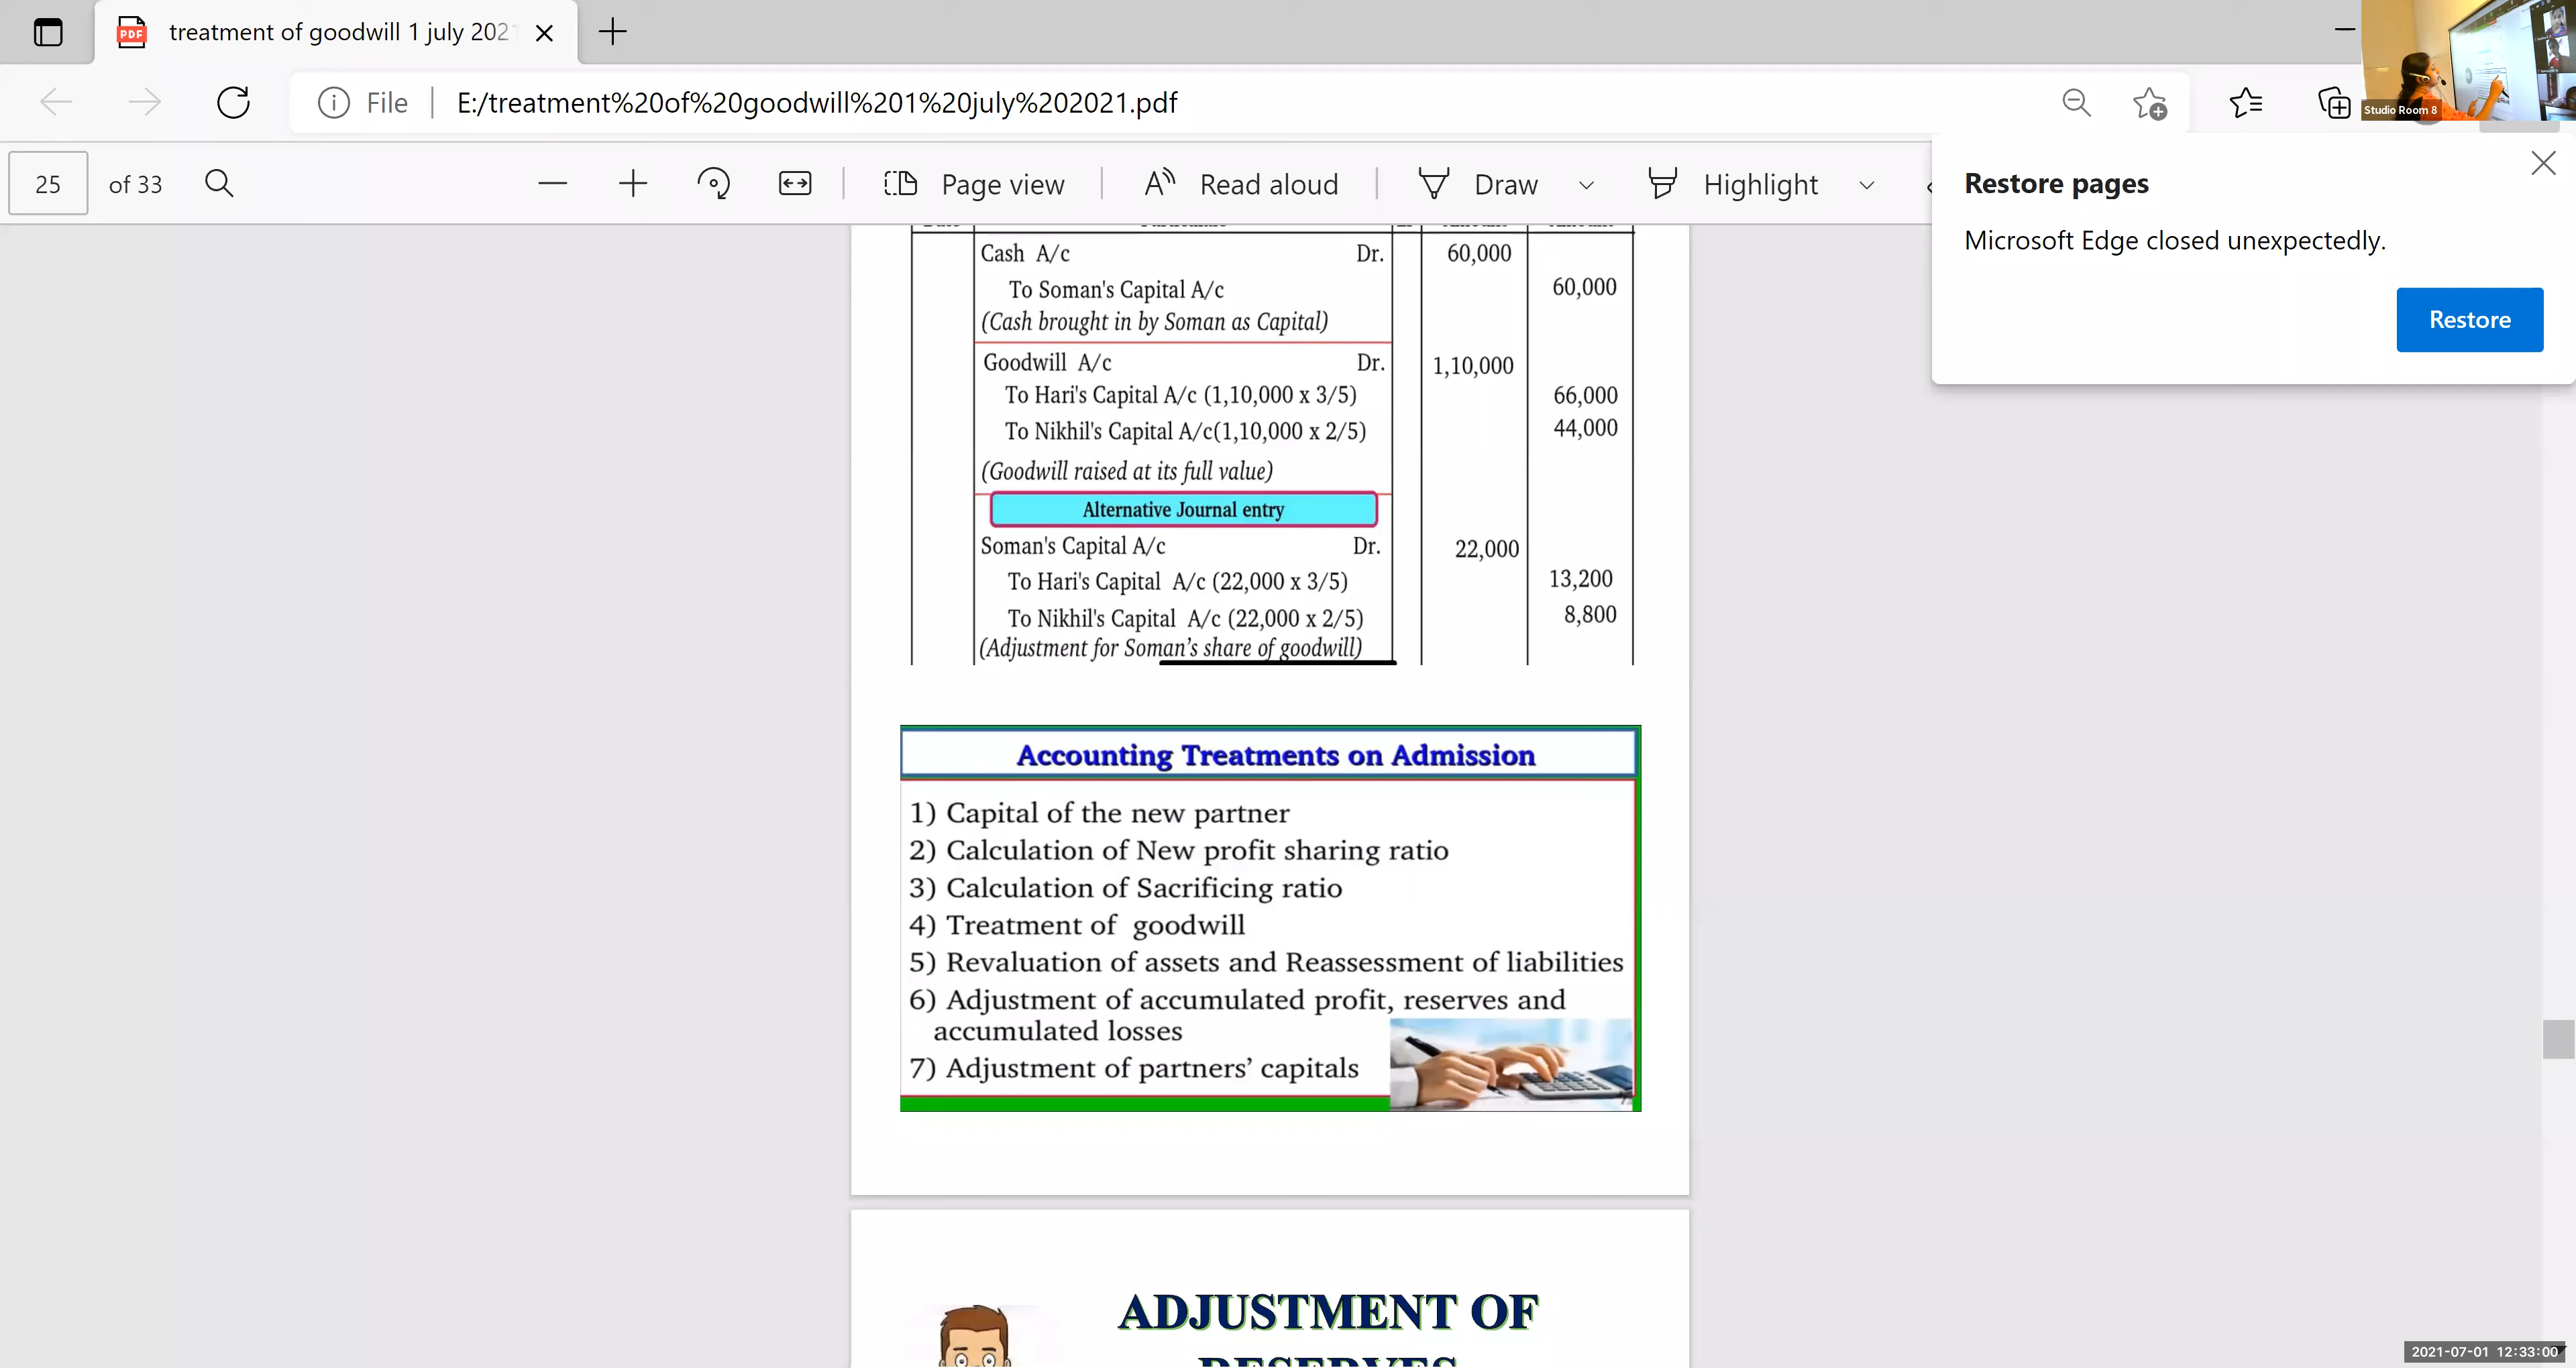 treatment of goodwill 1 july 202
File
E:/treatment%20of%20goodwill%201%20july%202021.pdf
Studio Room 8
25 of 33
Page view
Read aloud
Draw
Highlight
Restore pages
Microsoft Edge closed unexpectedly.
Restore
Cash A/c Dr. 60,000
To Soman's Capital A/c 60,000
(Cash brought in by Soman as Capital)
Goodwill A/c Dr. 1,10,000
To Hari's Capital A/c (1,10,000 x 3/5) 66,000
To Nikhil's Capital A/c(1,10,000 x 2/5) 44,000
(Goodwill raised at its full value)
Alternative Journal entry
Soman's Capital A/c Dr. 22,000
To Hari's Capital A/c (22,000 x 3/5) 13,200
To Nikhil's Capital A/c (22,000 x 2/5) 8,800
(Adjustment for Soman’s share of goodwill)
Accounting Treatments on Admission
1) Capital of the new partner
2) Calculation of New profit sharing ratio
3) Calculation of Sacrificing ratio
4) Treatment of goodwill
5) Revaluation of assets and Reassessment of liabilities
6) Adjustment of accumulated profit, reserves and
accumulated losses
7) Adjustment of partners’ capitals
ADJUSTMENT OF
RESERVES
2021-07-01 12:33:00